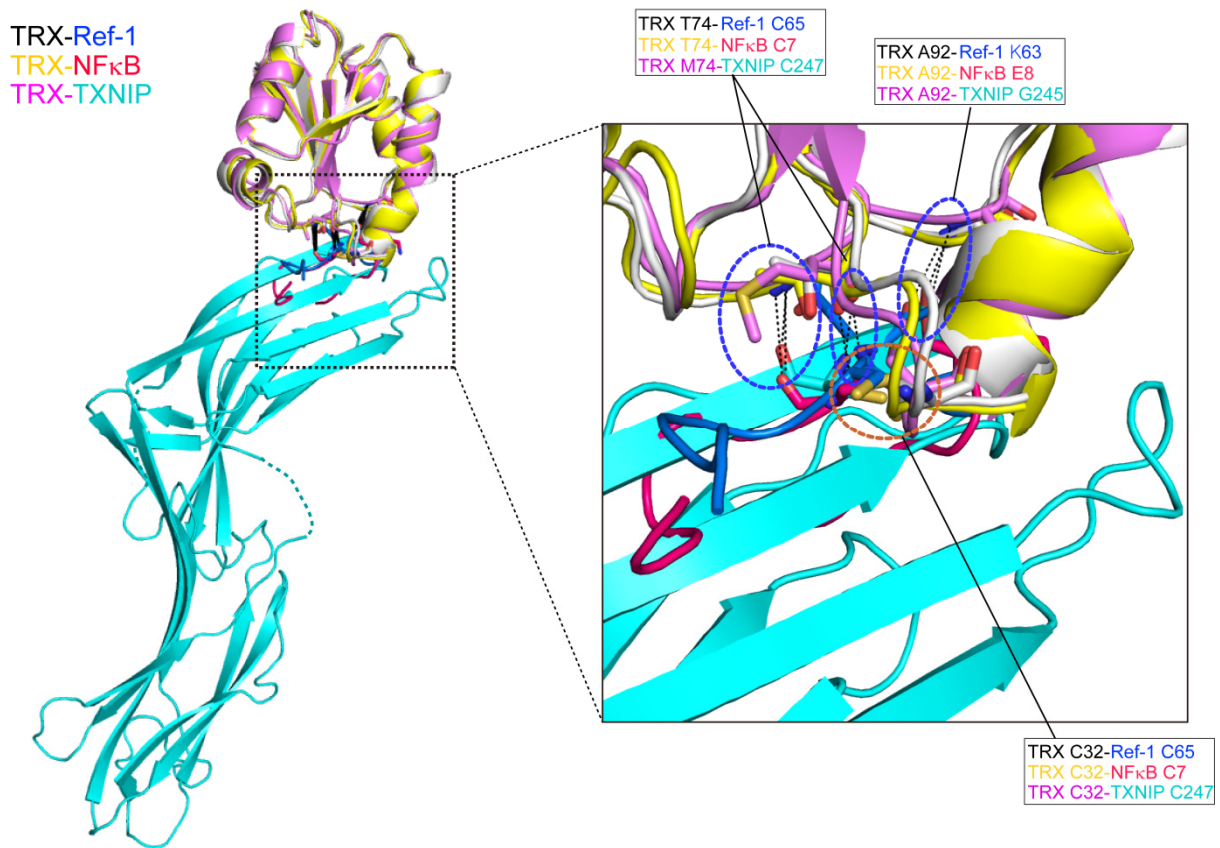 TRX-Ref-1
TRX-NFκB
TRX-TXNIP
TRX T74-Ref-1 C65
TRX T74-NFκB C7
TRX M74-TXNIP C247
TRX A92-Ref-1 K63
TRX A92-NFκB E8
TRX A92-TXNIP G245
TRX C32-Ref-1 C65
TRX C32-NFκB C7
TRX C32-TXNIP C247